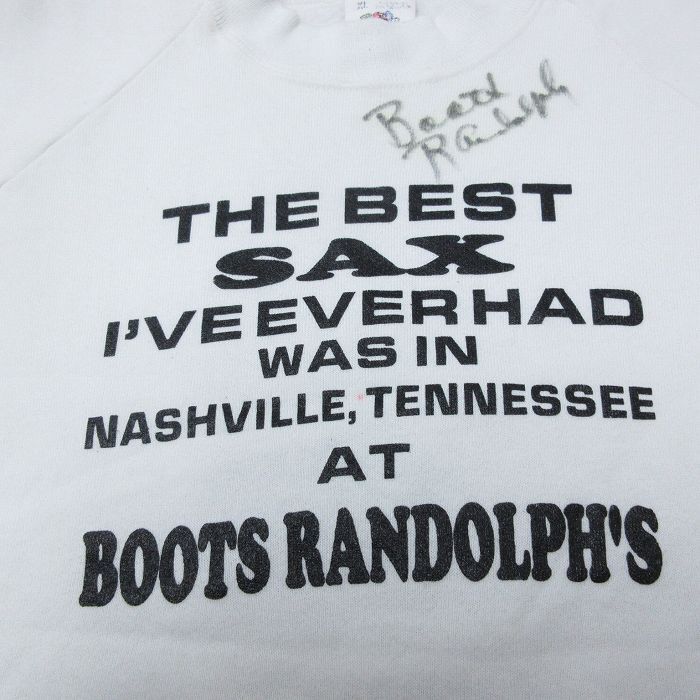 Boots
Randolph
THE BEST
SAX
I'VE EVER HAD
WAS IN
NASHVILLE, TENNESSEE
AT
BOOTS RANDOLPH'S